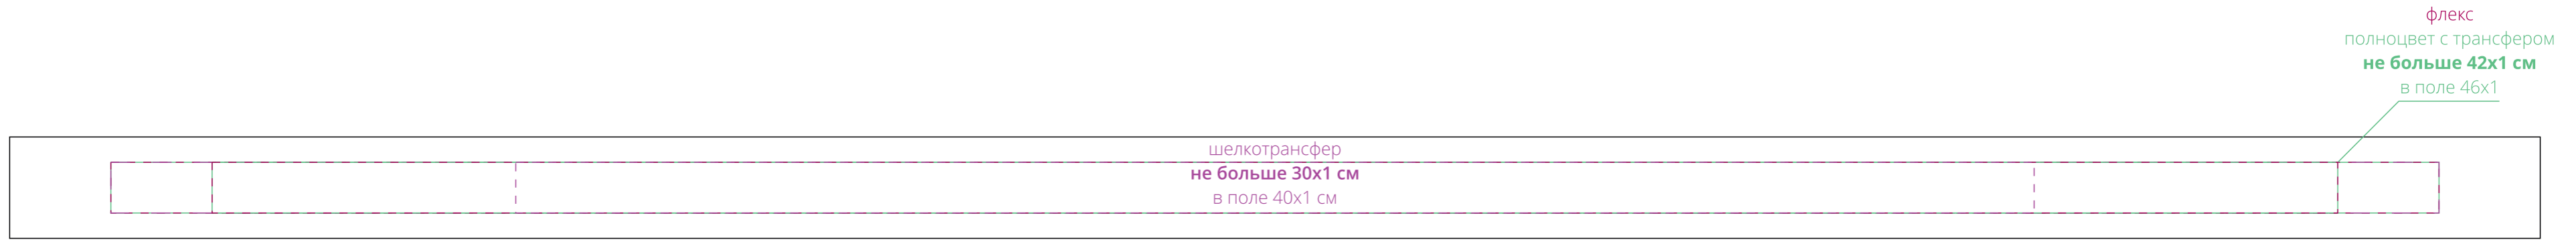 флекс
полноцвет с трансфером
не больше 42х1 см
в поле 46х1
шелкотрансфер
не больше 30х1 см
в поле 40х1 см